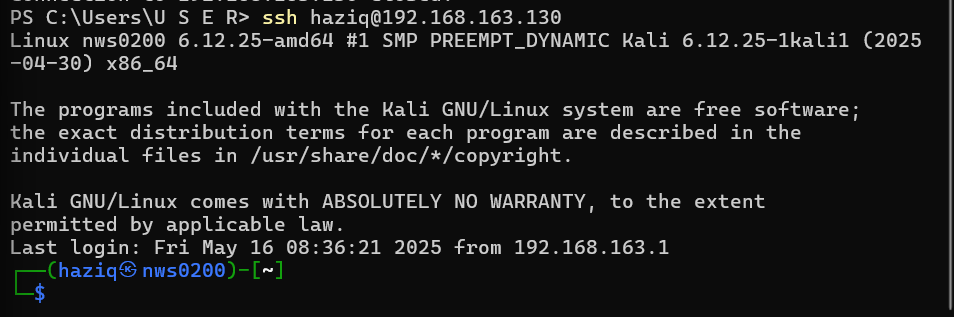 PS C:\Users\U S E R> ssh haziq@192.168.163.130
Linux nws0200 6.12.25-amd64 #1 SMP PREEMPT_DYNAMIC Kali 6.12.25-1kali1 (2025
-04-30) x86_64
The programs included with the Kali GNU/Linux system are free software;
the exact distribution terms for each program are described in the
individual files in /usr/share/doc/*/copyright.
Kali GNU/Linux comes with ABSOLUTELY NO WARRANTY, to the extent
permitted by applicable law.
Last login: Fri May 16 08:36:21 2025 from 192.168.163.1
┌──(haziq㉿nws0200)-[~]
└─$